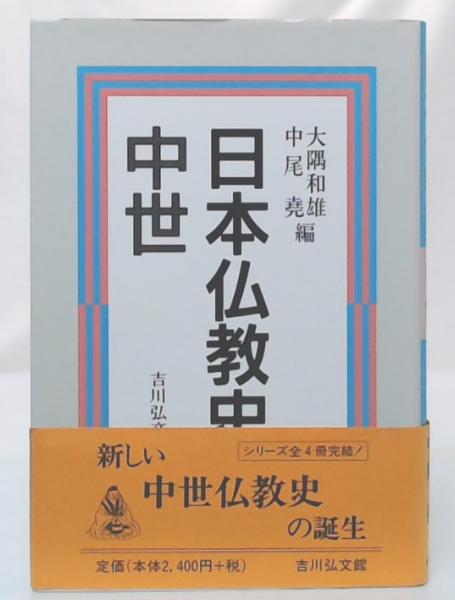 大隅和雄
中尾堯編
日本仏教史
中世
吉川弘文
シリーズ全4冊完結!
新しい
中世仏教史
の誕生
定価(本体2,400円+税)
吉川弘文館